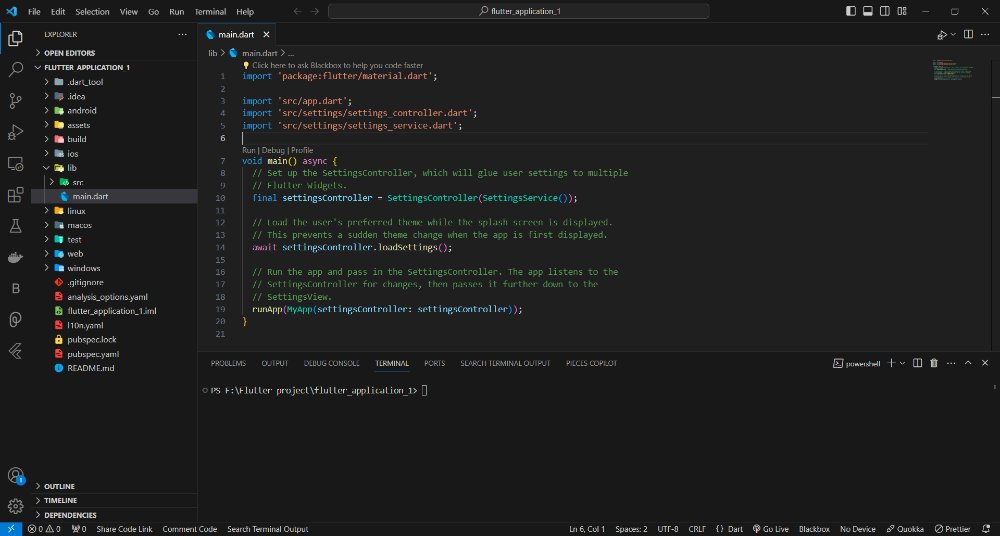 File Edit Selection View Go Run Terminal Help
flutter_application_1
EXPLORER
OPEN EDITORS
FLUTTER_APPLICATION_1
.dart_tool
.idea
android
assets
build
ios
lib
src
main.dart
linux
macos
test
web
windows
.gitignore
analysis_options.yaml
flutter_application_1.iml
l10n.yaml
pubspec.lock
pubspec.yaml
README.md
OUTLINE
TIMELINE
DEPENDENCIES
1
main.dart
lib > main.dart > ...
Click here to ask Blackbox to help you code faster
1 import 'package:flutter/material.dart';
2
3 import 'src/app.dart';
4 import 'src/settings/settings_controller.dart';
5 import 'src/settings/settings_service.dart';
6
Run | Debug | Profile
7 void main() async {
8 // Set up the SettingsController, which will glue user settings to multiple
9 // Flutter Widgets.
10 final settingsController = SettingsController(SettingsService());
11
12 // Load the user's preferred theme while the splash screen is displayed.
13 // This prevents a sudden theme change when the app is first displayed.
14 await settingsController.loadSettings();
15
16 // Run the app and pass in the SettingsController. The app listens to the
17 // SettingsController for changes, then passes it further down to the
18 // SettingsView.
19 runApp(MyApp(settingsController: settingsController));
20 }
21
PROBLEMS OUTPUT DEBUG CONSOLE TERMINAL PORTS SEARCH TERMINAL OUTPUT PIECES COPILOT
powershell
PS F:\Flutter project\flutter_application_1>
0 0 0 Share Code Link Comment Code Search Terminal Output
Ln 6, Col 1 Spaces: 2 UTF-8 CRLF {} Dart Go Live Blackbox No Device Quokka Prettier